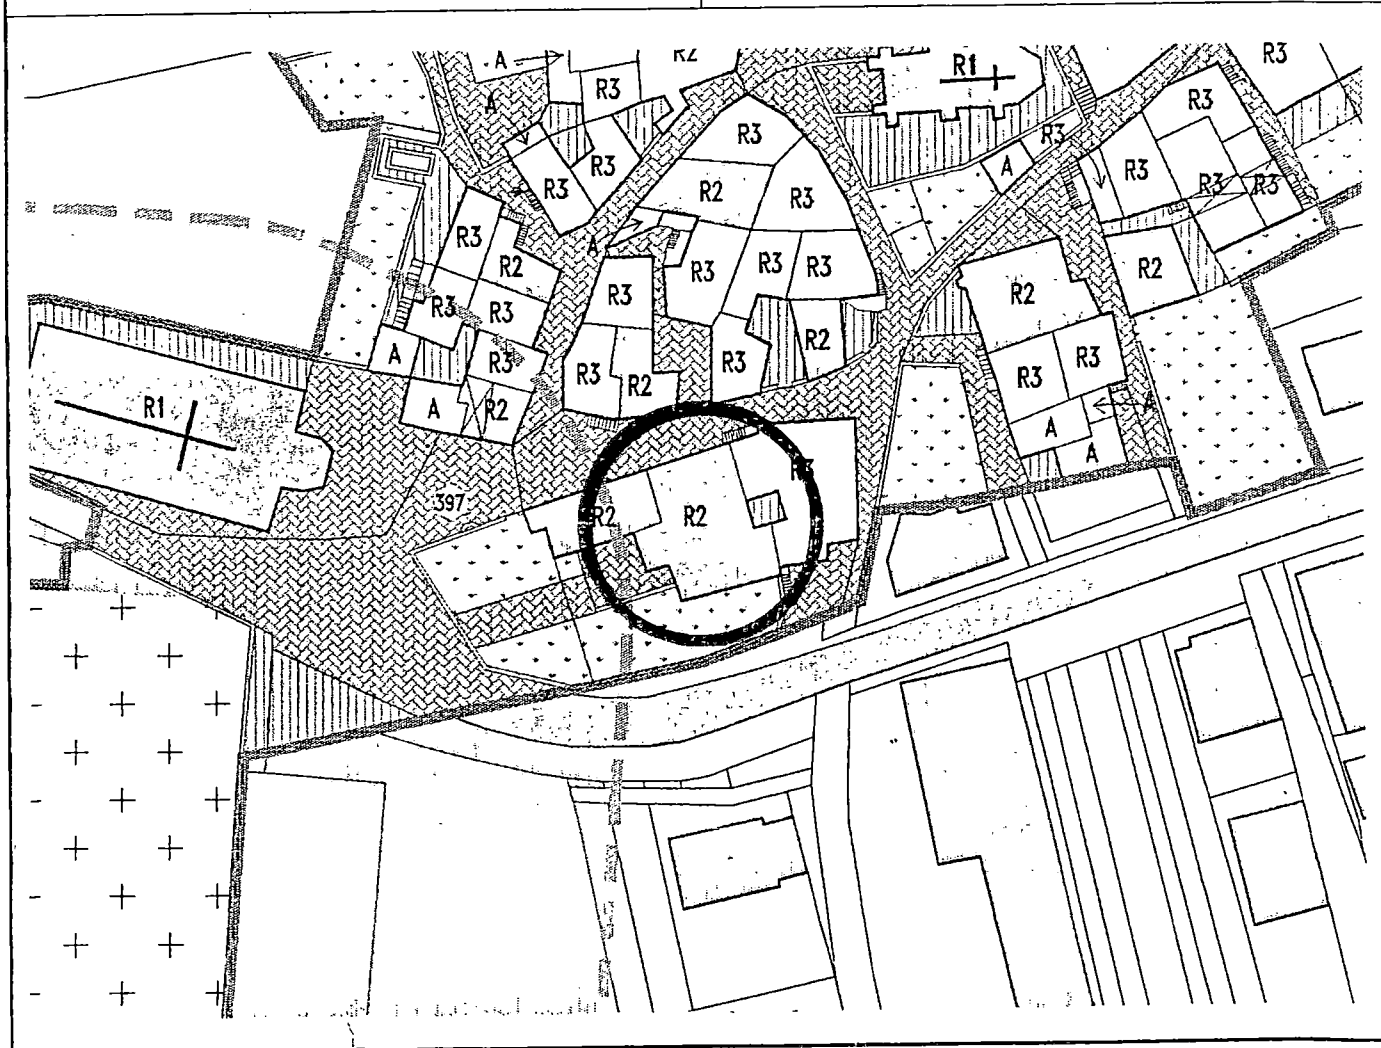 A R2 R1 R3
R3 R3
A
R3 R3
R3 R3 A R3 R3 R3
R3 R2 R3
R3 R2 A
R3 R3 R3 R2
R3 R3 R3 R2
R3 R2
A R3 R3 R3
R3 R2 R3
R1 A R2 A
A
R3
397 R2 R2